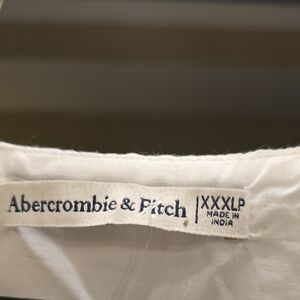 Abercrombie & Fitch
XXXLP
MADE IN
INDIA